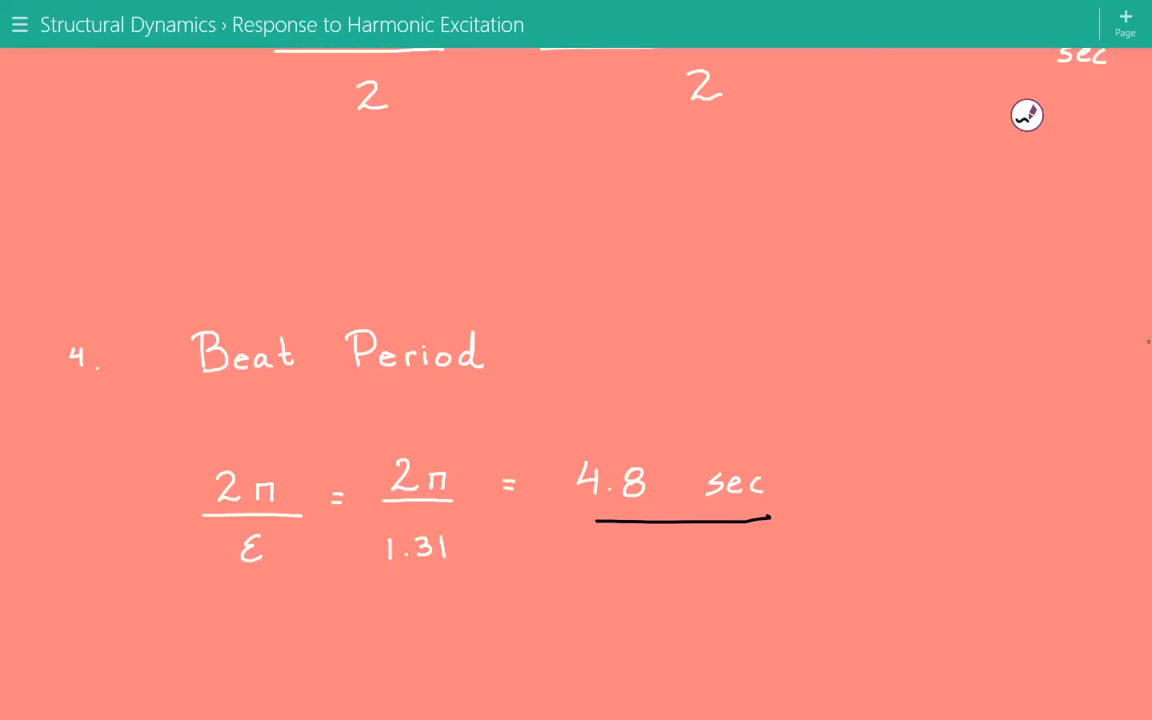 Structural Dynamics › Response to Harmonic Excitation
Page
sec
2 2
4. Beat Period
2π = 2π = 4.8 sec
ε 1.31